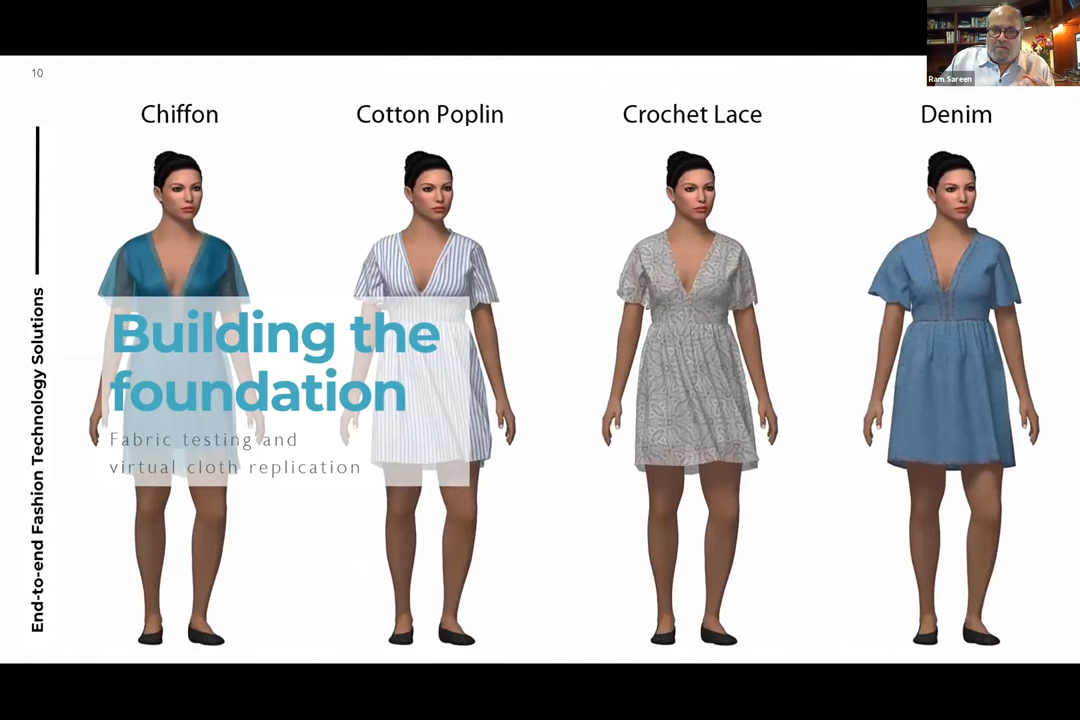 10
Ram Sareen
Chiffon
Cotton Poplin
Crochet Lace
Denim
Building the
foundation
Fabric testing and
virtual cloth replication
End-to-end Fashion Technology Solutions